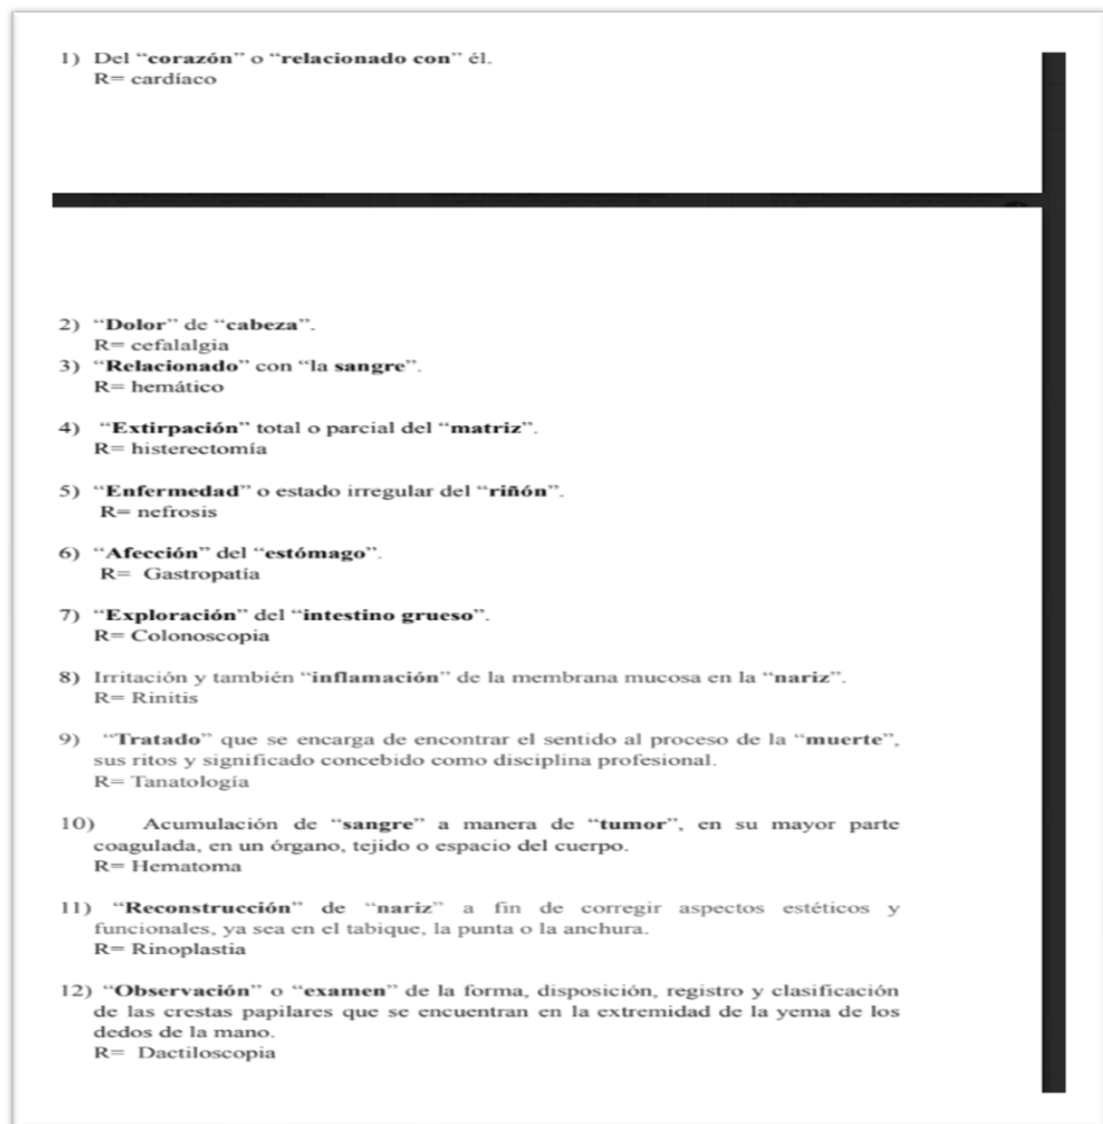 1) Del “corazón” o “relacionado con” él.
R= cardíaco
2) “Dolor” de “cabeza”.
R= cefalalgia
3) “Relacionado” con “la sangre”.
R= hemático
4) “Extirpación” total o parcial del “matriz”.
R= histerectomía
5) “Enfermedad” o estado irregular del “riñón”.
R= nefrosis
6) “Afección” del “estómago”.
R= Gastropatía
7) “Exploración” del “intestino grueso”.
R= Colonoscopia
8) Irritación y también “inflamación” de la membrana mucosa en la “nariz”.
R= Rinitis
9) “Tratado” que se encarga de encontrar el sentido al proceso de la “muerte”,
sus ritos y significado concebido como disciplina profesional.
R= Tanatología
10) Acumulación de “sangre” a manera de “tumor”, en su mayor parte
coagulada, en un órgano, tejido o espacio del cuerpo.
R= Hematoma
11) “Reconstrucción” de “nariz” a fin de corregir aspectos estéticos y
funcionales, ya sea en el tabique, la punta o la anchura.
R= Rinoplastia
12) “Observación” o “examen” de la forma, disposición, registro y clasificación
de las crestas papilares que se encuentran en la extremidad de la yema de los
dedos de la mano.
R= Dactiloscopia